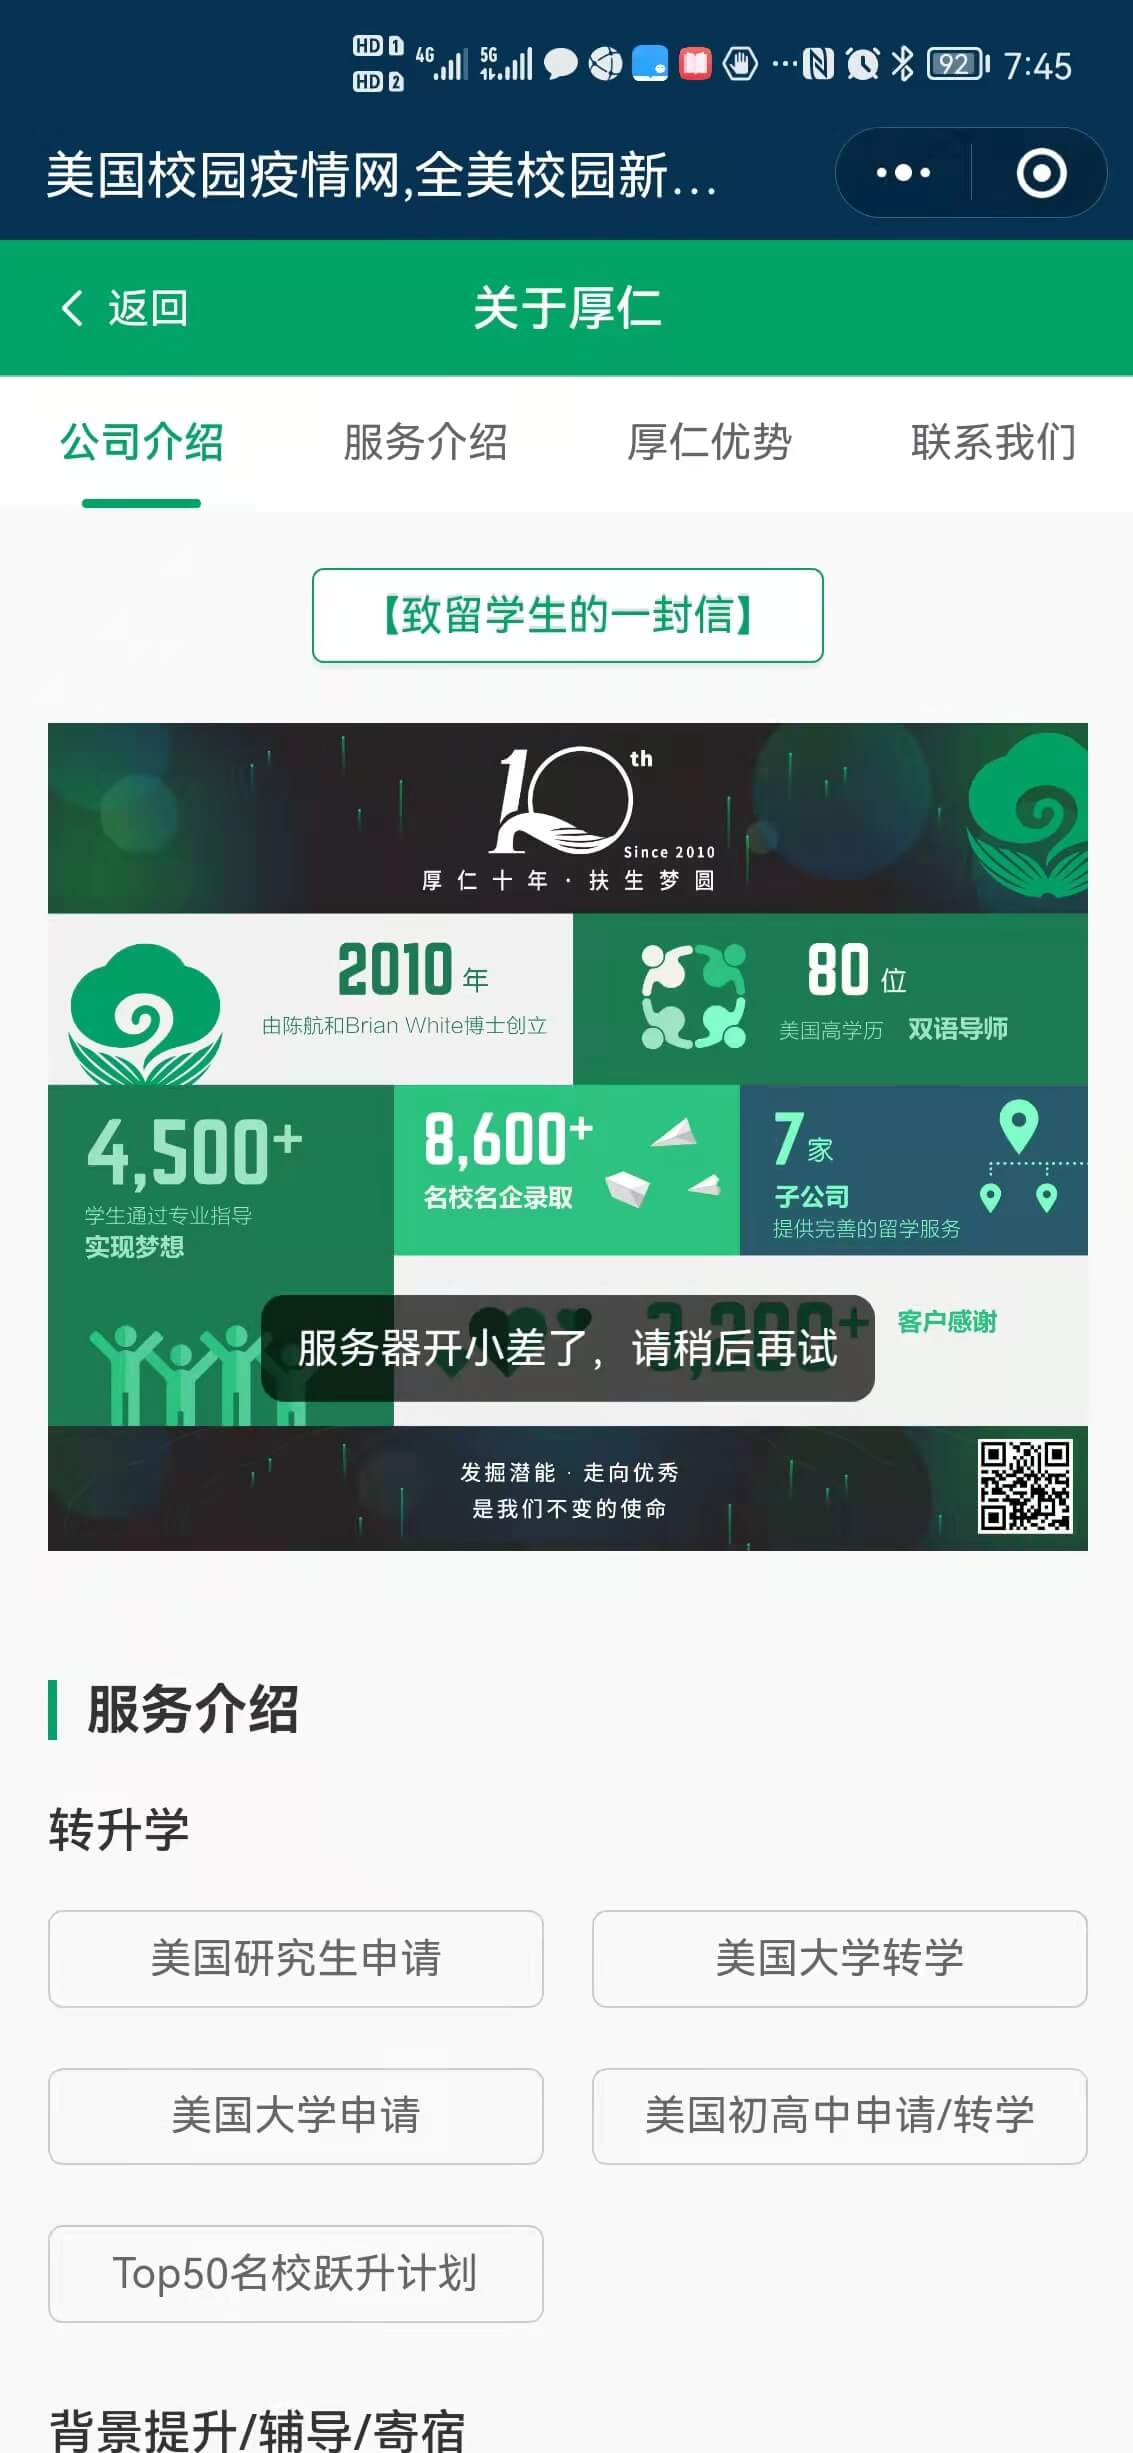 HD 1 4G 5G 92 7:45
HD 2
美国校园疫情网,全美校园新...
返回 关于厚仁
公司介绍 服务介绍 厚仁优势 联系我们
【致留学生的一封信】
10th
Since 2010
厚仁十年·扶生梦圆
2010年
由陈航和Brian White博士创立
80位
美国高学历 双语导师
4,500+
学生通过专业指导
实现梦想
8,600+
名校名企录取
7家
子公司
提供完善的留学服务
3,200+ 客户感谢
服务器开小差了，请稍后再试
发掘潜能·走向优秀
是我们不变的使命
服务介绍
转升学
美国研究生申请 美国大学转学
美国大学申请 美国初高中申请/转学
Top50名校跃升计划
背景提升/辅导/寄宿